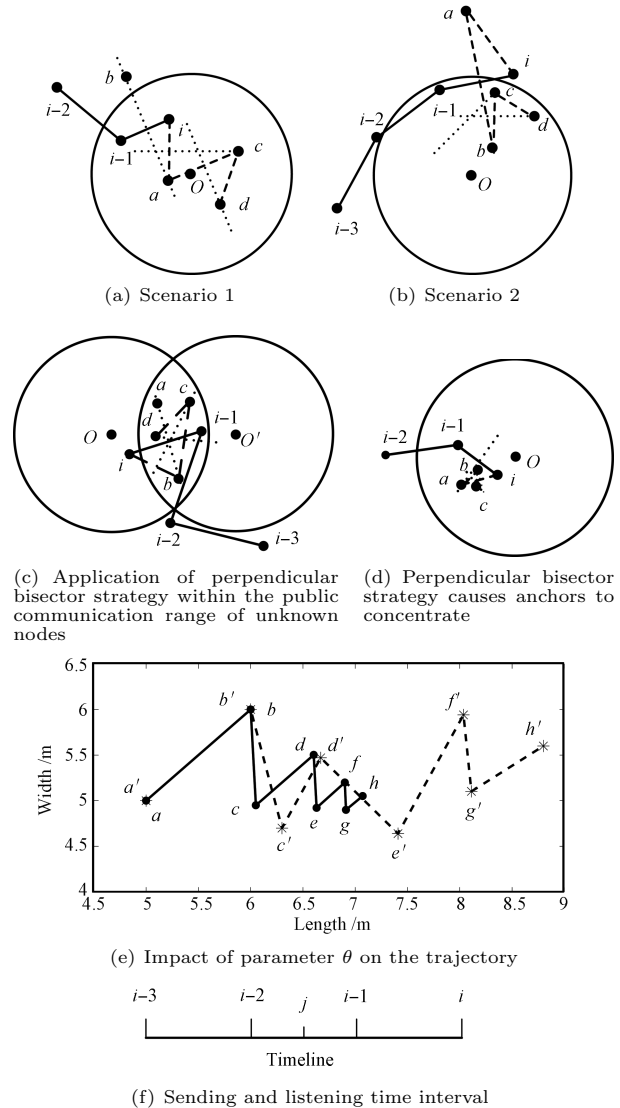 a
b
i
i–2
i–1
c
a
O
d
i
i–2
i–1
c
d
b
O
i–3
(a) Scenario 1
(b) Scenario 2
a
c
d
i–1
O
O′
i
b
i–2
i–3
i–1
i–2
b
O
a
i
c
(c) Application of perpendicular
bisector strategy within the public
communication range of unknown
nodes
(d) Perpendicular bisector
strategy causes anchors to
concentrate
6.5
6
5.5
5
4.5
4
Width /m
b′ b
f′
h′
d d′
f
a′
h
a
c
e
g
g′
c′
e′
4.5 5 5.5 6 6.5 7 7.5 8 8.5 9
Length /m
(e) Impact of parameter θ on the trajectory
i–3 i–2 j i–1 i
Timeline
(f) Sending and listening time interval